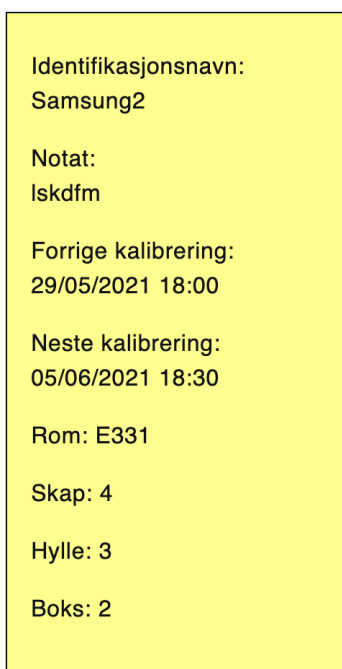 Identifikasjonsnavn:
Samsung2
Notat:
lskdfm
Forrige kalibrering:
29/05/2021 18:00
Neste kalibrering:
05/06/2021 18:30
Rom: E331
Skap: 4
Hylle: 3
Boks: 2